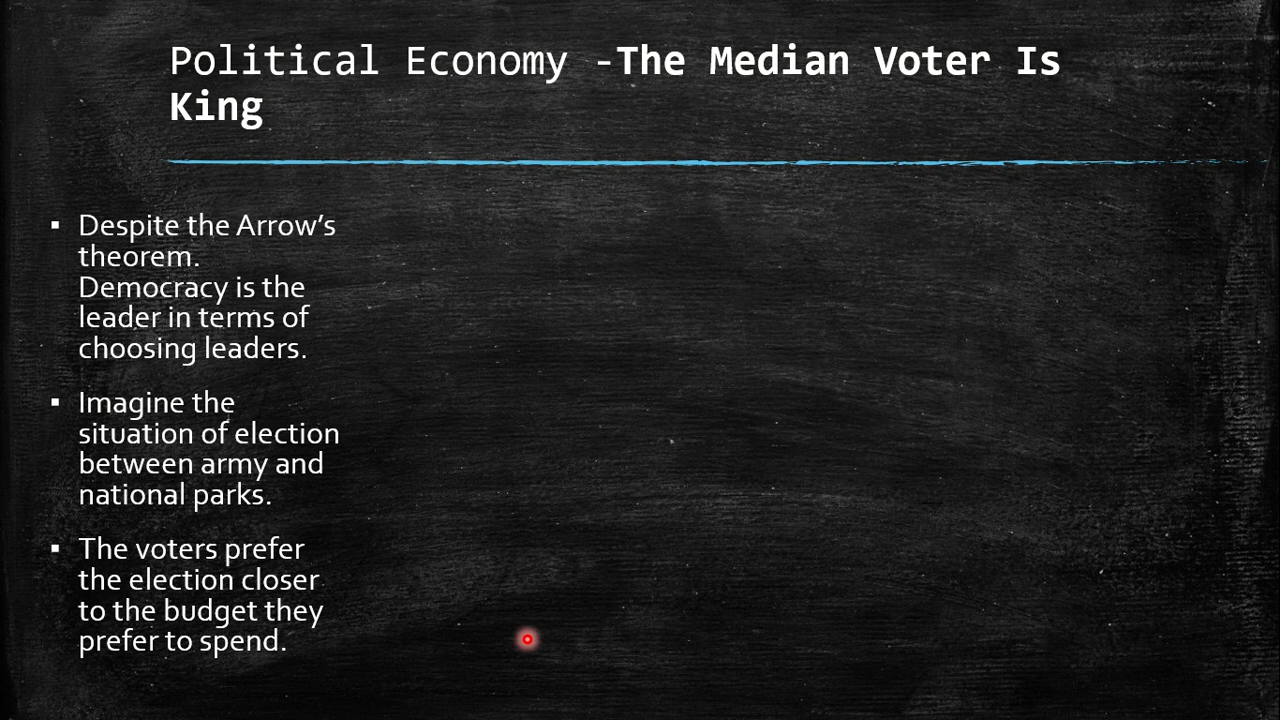 Political Economy -The Median Voter Is
King
▪ Despite the Arrow’s
theorem.
Democracy is the
leader in terms of
choosing leaders.
▪ Imagine the
situation of election
between army and
national parks.
▪ The voters prefer
the election closer
to the budget they
prefer to spend.